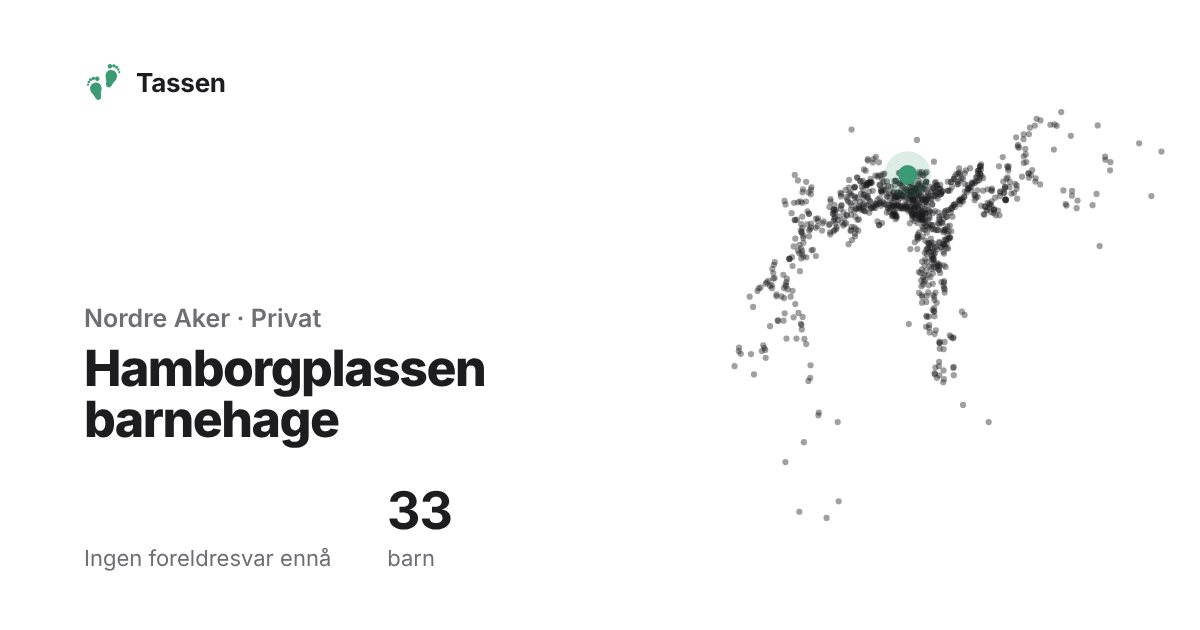 Tassen
Nordre Aker · Privat
Hamborgplassen
barnehage
33
Ingen foreldresvar ennå
barn